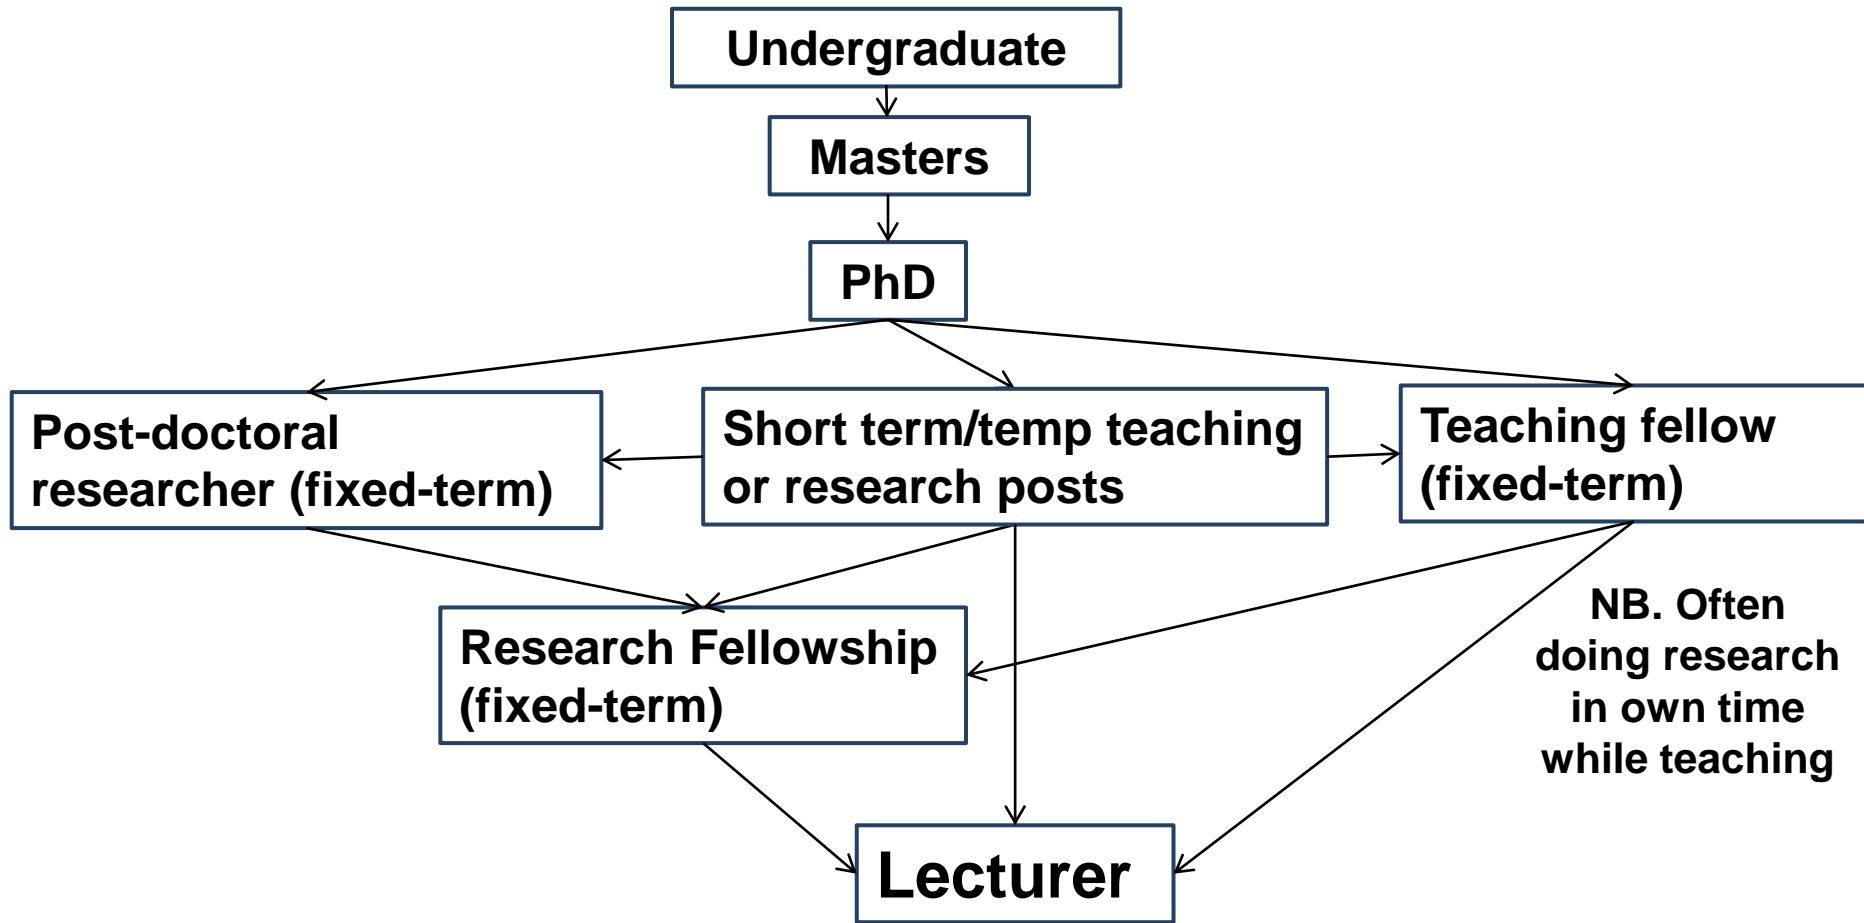 Undergraduate
Masters
PhD
Post-doctoral
researcher (fixed-term)
Short term/temp teaching
or research posts
Teaching fellow
(fixed-term)
Research Fellowship
(fixed-term)
NB. Often
doing research
in own time
while teaching
Lecturer